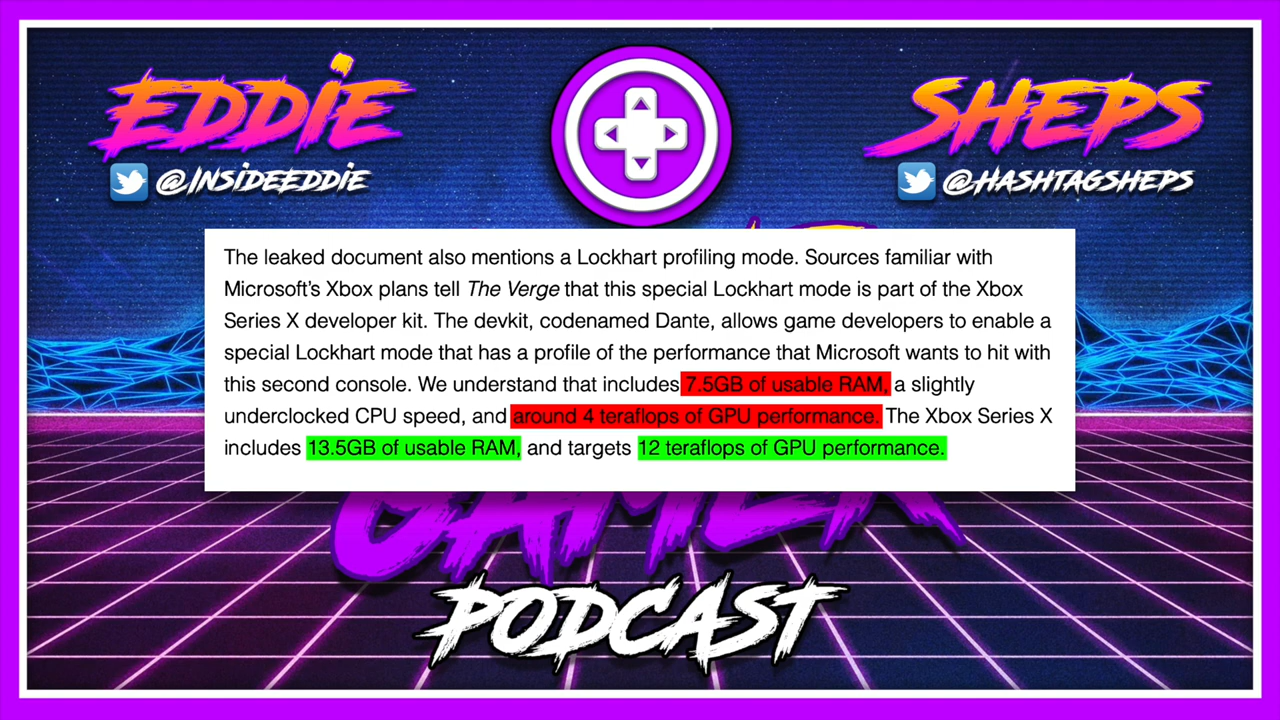 EDDIE
SHEPS
@INSIDEEDDIE
@HASHTAGSHEPS
The leaked document also mentions a Lockhart profiling mode. Sources familiar with
Microsoft's Xbox plans tell The Verge that this special Lockhart mode is part of the Xbox
Series X developer kit. The devkit, codenamed Dante, allows game developers to enable a
special Lockhart mode that has a profile of the performance that Microsoft wants to hit with
this second console. We understand that includes 7.5GB of usable RAM, a slightly
underclocked CPU speed, and around 4 teraflops of GPU performance. The Xbox Series X
includes 13.5GB of usable RAM, and targets 12 teraflops of GPU performance.
GAMER
PODCAST